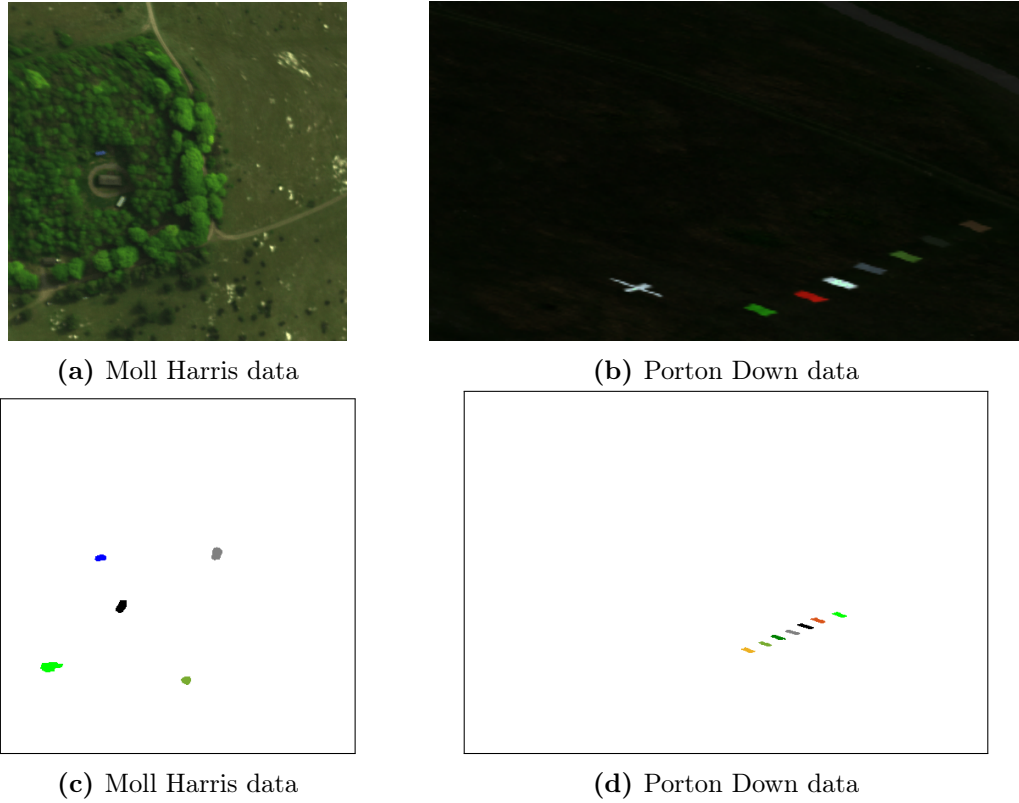 (a) Moll Harris data
(b) Porton Down data
(c) Moll Harris data
(d) Porton Down data